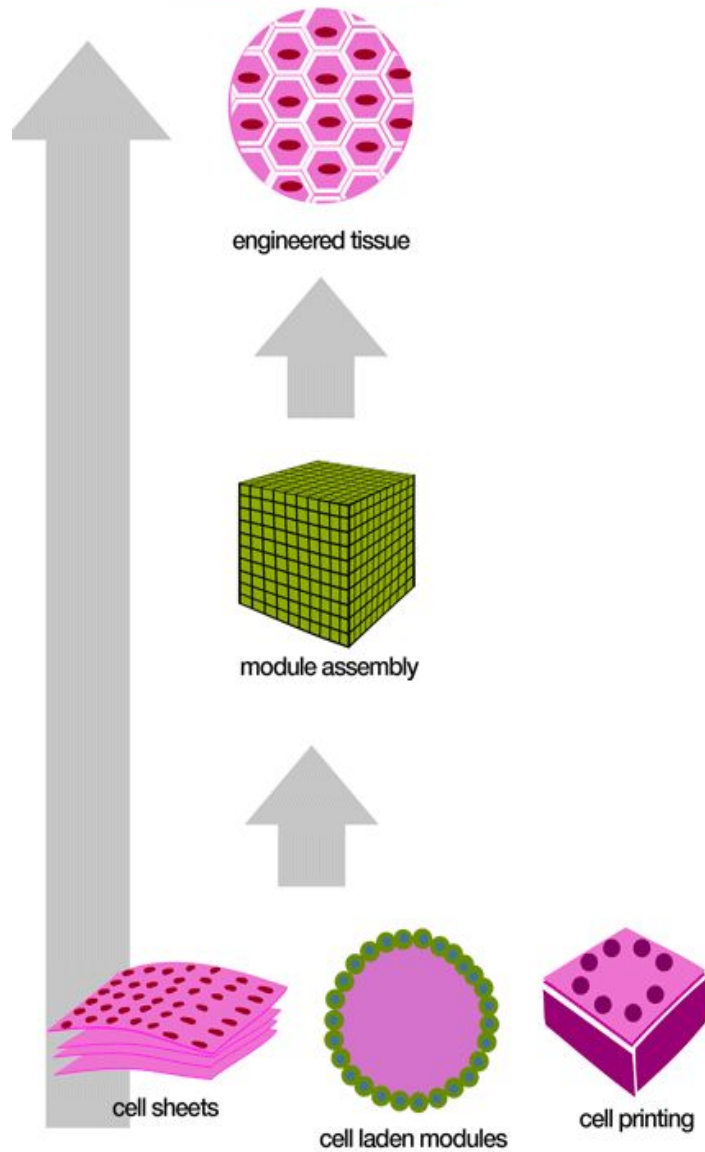 engineered tissue
module assembly
cell sheets
cell laden modules
cell printing